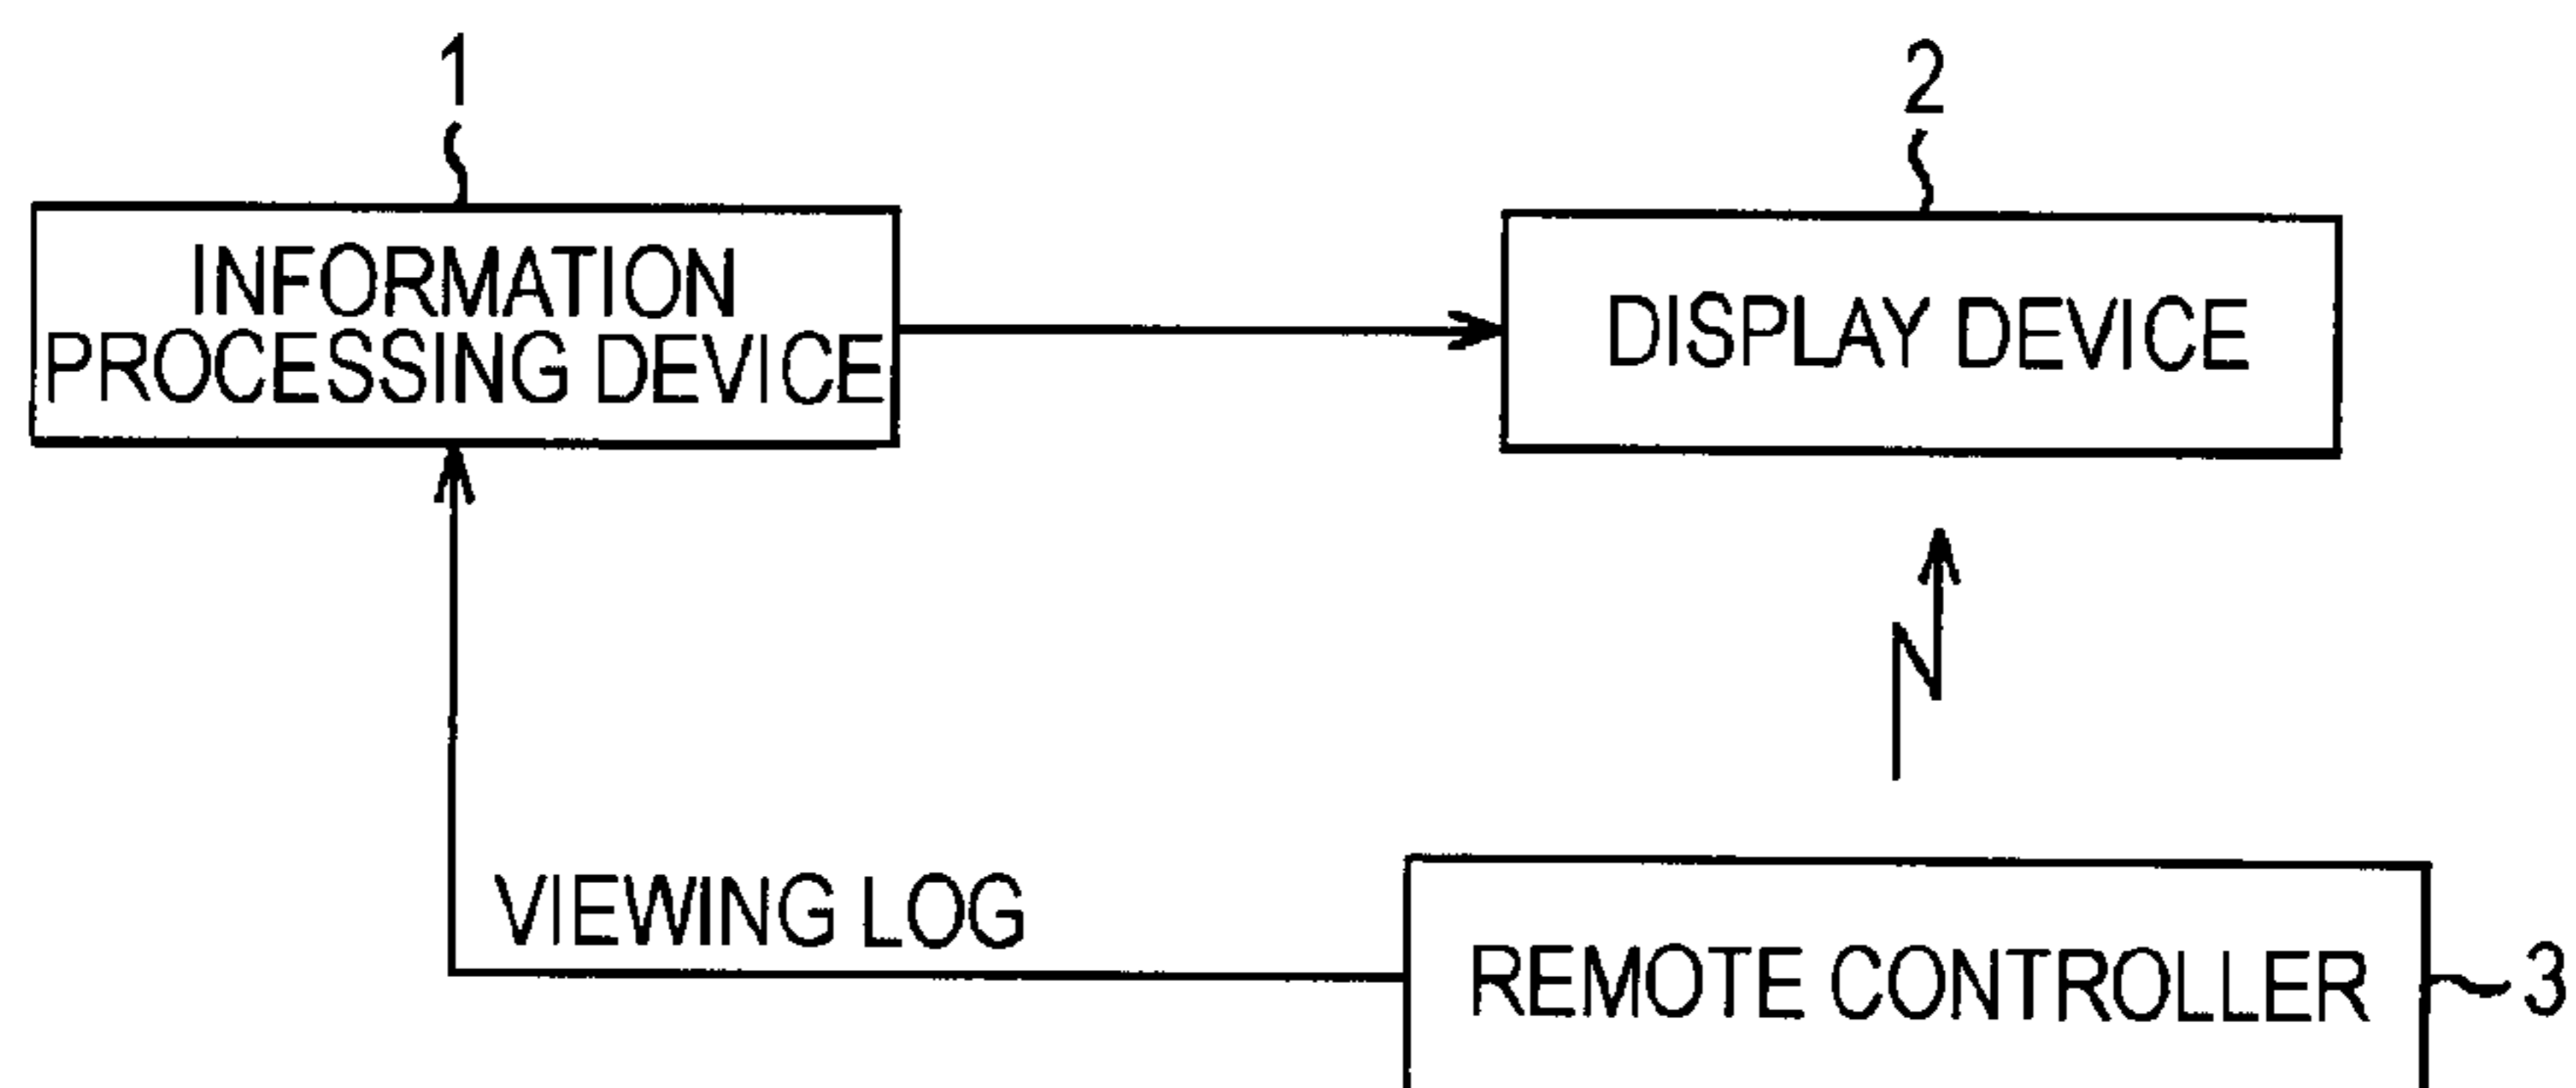 1
2
INFORMATION
PROCESSING DEVICE
DISPLAY DEVICE
VIEWING LOG
REMOTE CONTROLLER
3